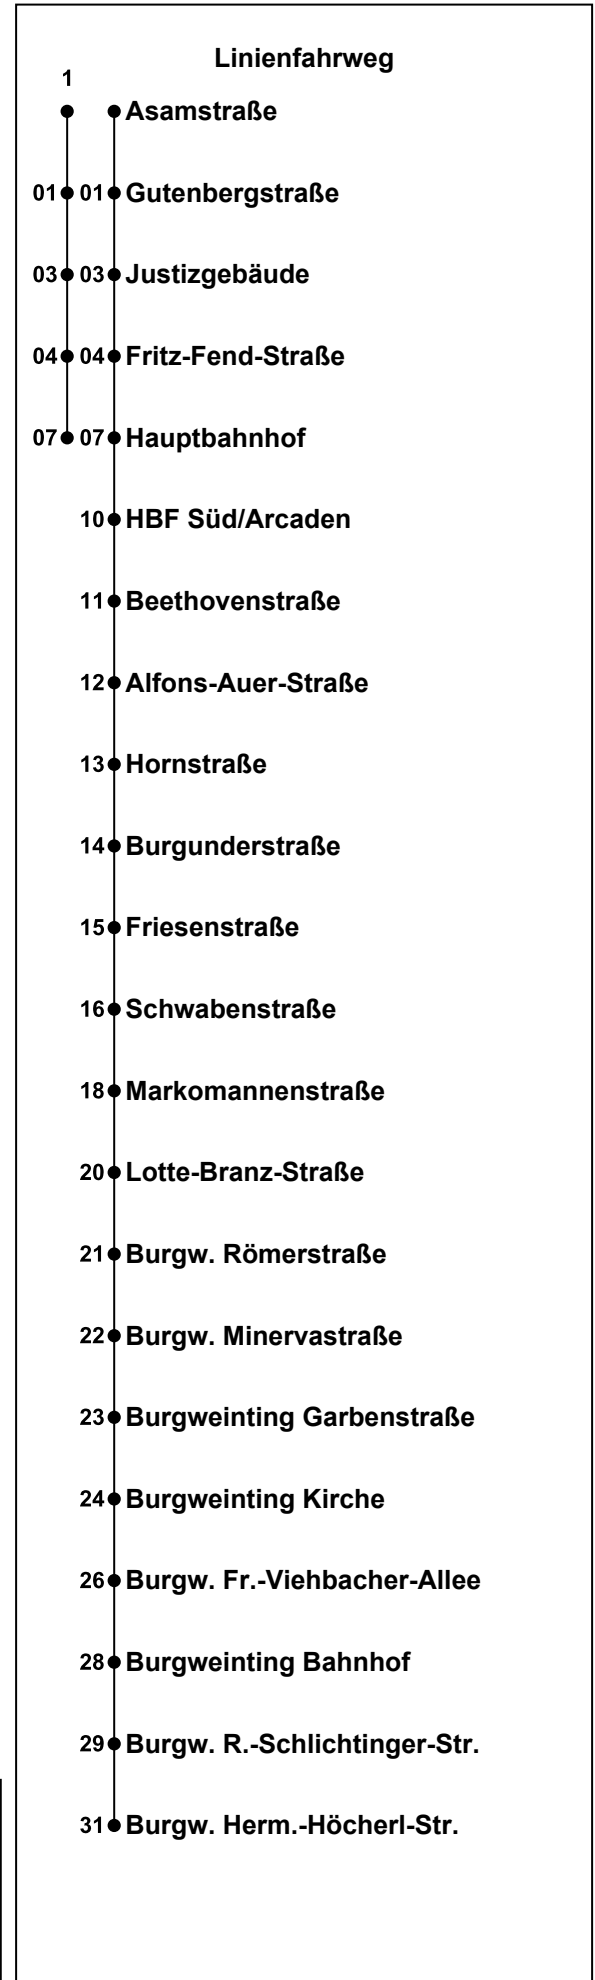 Linienfahrweg
1
Asamstraße
01 01 Gutenbergstraße
03 03 Justizgebäude
04 04 Fritz-Fend-Straße
07 07 Hauptbahnhof
10 HBF Süd/Arcaden
11 Beethovenstraße
12 Alfons-Auer-Straße
13 Hornstraße
14 Burgunderstraße
15 Friesenstraße
16 Schwabenstraße
18 Markomannenstraße
20 Lotte-Branz-Straße
21 Burgw. Römerstraße
22 Burgw. Minervastraße
23 Burgweinting Garbenstraße
24 Burgweinting Kirche
26 Burgw. Fr.-Viehbacher-Allee
28 Burgweinting Bahnhof
29 Burgw. R.-Schlichtinger-Str.
31 Burgw. Herm.-Höcherl-Str.